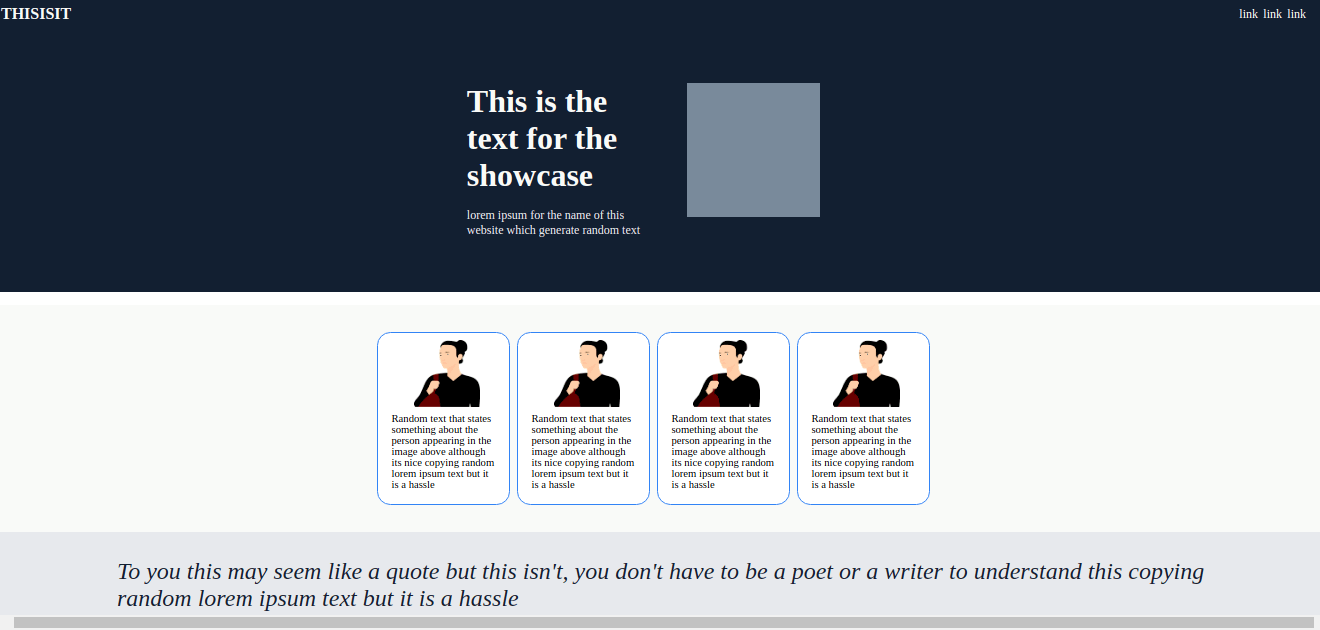 THISISIT
link link link
This is the
text for the
showcase
lorem ipsum for the name of this
website which generate random text
Random text that states
something about the
person appearing in the
image above although
its nice copying random
lorem ipsum text but it
is a hassle
Random text that states
something about the
person appearing in the
image above although
its nice copying random
lorem ipsum text but it
is a hassle
Random text that states
something about the
person appearing in the
image above although
its nice copying random
lorem ipsum text but it
is a hassle
Random text that states
something about the
person appearing in the
image above although
its nice copying random
lorem ipsum text but it
is a hassle
To you this may seem like a quote but this isn't, you don't have to be a poet or a writer to understand this copying
random lorem ipsum text but it is a hassle